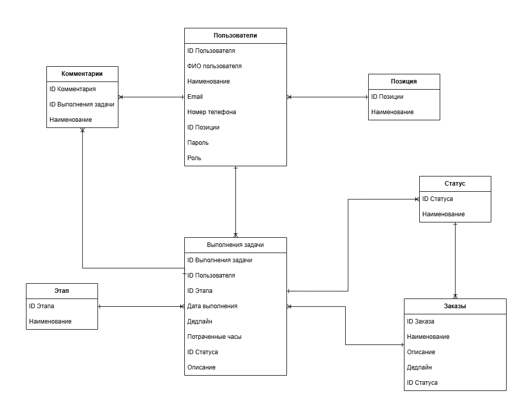 Пользователи
ID Пользователя
ФИО пользователя
Наименование
Email
Номер телефона
ID Позиции
Пароль
Роль
Комментарии
ID Комментария
ID Выполнения задачи
Наименование
Позиция
ID Позиции
Наименование
Статус
ID Статуса
Наименование
Выполнения задачи
ID Выполнения задачи
ID Пользователя
ID Этапа
Дата выполнения
Дедлайн
Потраченные часы
ID Статуса
Описание
Этап
ID Этапа
Наименование
Заказы
ID Заказа
Наименование
Описание
Дедлайн
ID Статуса